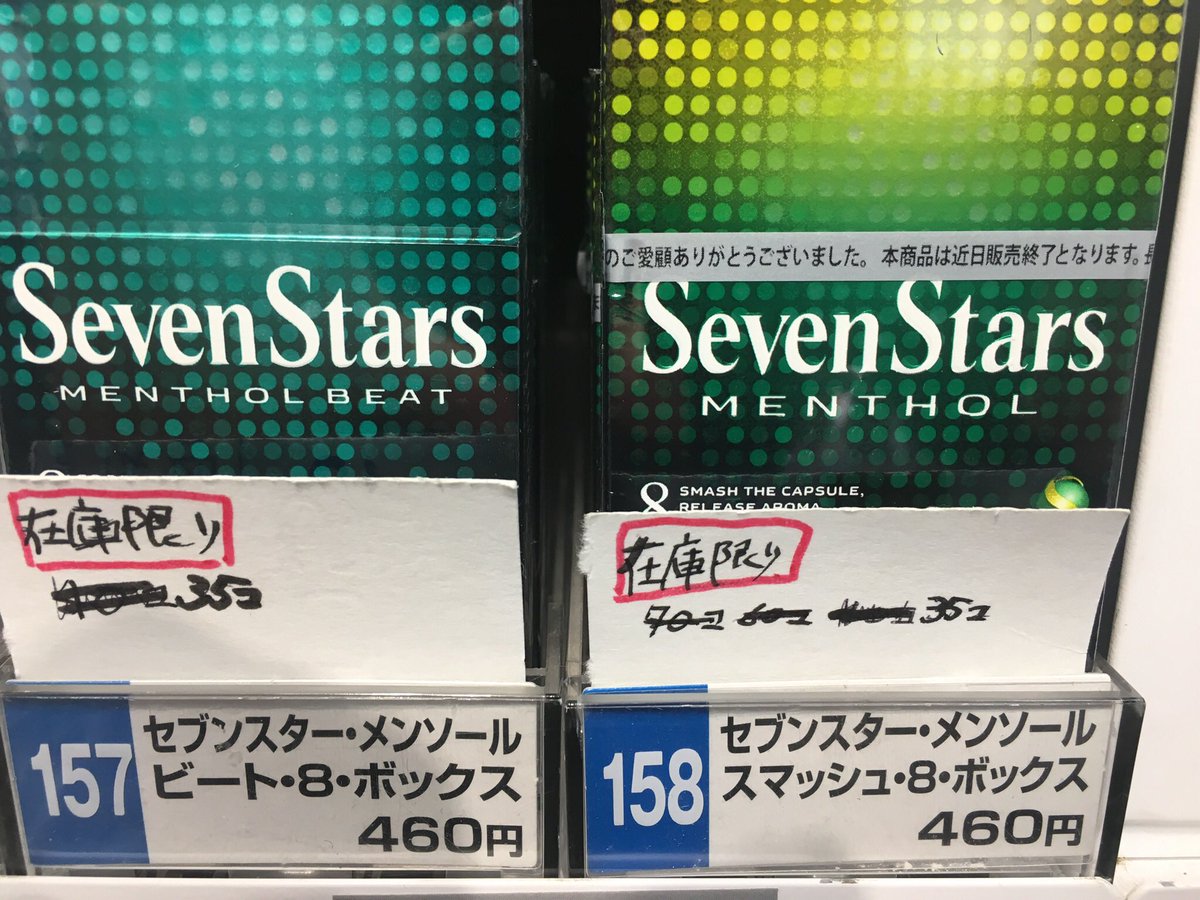 Seven Stars
MENTHOL BEAT
在庫限り
35コ
157
セブンスター・メンソール
ビート・8・ボックス
460円
のご愛顧ありがとうございました。 本商品は近日販売終了となります。長
Seven Stars
MENTHOL
8 SMASH THE CAPSULE,
RELEASE AROMA
在庫限り
70コ 60コ 35コ
158
セブンスター・メンソール
スマッシュ・8・ボックス
460円